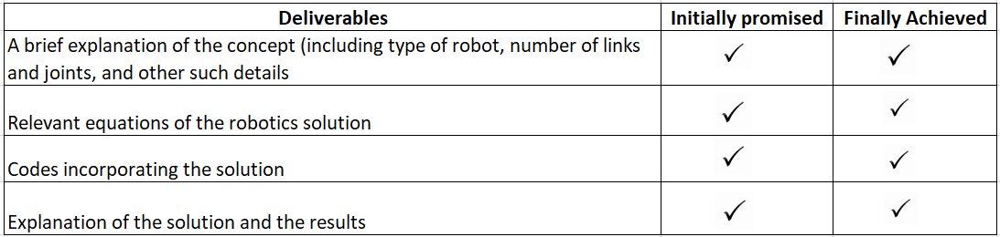 Deliverables Initially promised Finally Achieved
A brief explanation of the concept (including type of robot, number of links ✓ ✓
and joints, and other such details
Relevant equations of the robotics solution ✓ ✓
Codes incorporating the solution ✓ ✓
Explanation of the solution and the results ✓ ✓